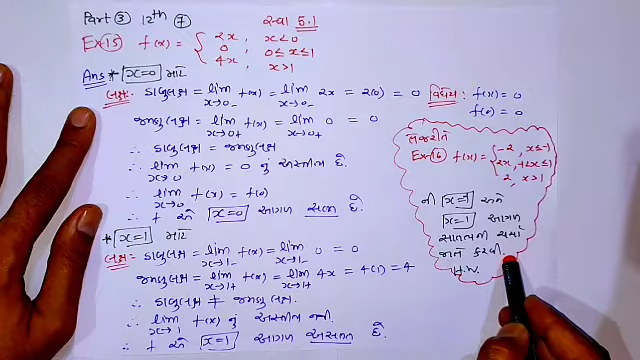 Part ③ 12th ⑦
સ્વા 5.1
Ex-15) f(x) = { 2x, x<0
0, 0≤x≤1
4x, x>1
Ans * x=0 માટે
લક્ષ: ડાબુલક્ષ = lim x→0- f(x) = lim x→0- 2x = 2(0) = 0
વિધેય: f(x) = 0
f(0) = 0
જમણુલક્ષ = lim x→0+ f(x) = lim x→0+ 0 = 0
∴ ડાબુલક્ષ = જમણુલક્ષ
∴ lim x→0 f(x) = 0 નું અસ્તિત્વ છે.
∴ lim x→0 f(x) = f(0)
∴ f એ x=0 આગળ સતત છે.
* x=1 માટે
લક્ષ: ડાબુલક્ષ = lim x→1- f(x) = lim x→1- 0 = 0
જમણુલક્ષ = lim x→1+ f(x) = lim x→1+ 4x = 4(1) = 4
∴ ડાબુલક્ષ ≠ જમણુલક્ષ.
∴ lim x→1 f(x) નું અસ્તિત્વ નથી.
∴ f એ x=1 આગળ અસતત છે.
તેજરીતે
Ex-16) f(x) = { -2, x≤-1
2x, -1<x≤1
2, x>1
ની x=-1 અને
x=1 આગળ
સાતત્યની ચર્ચા
જાતે કરવી.
H.W.